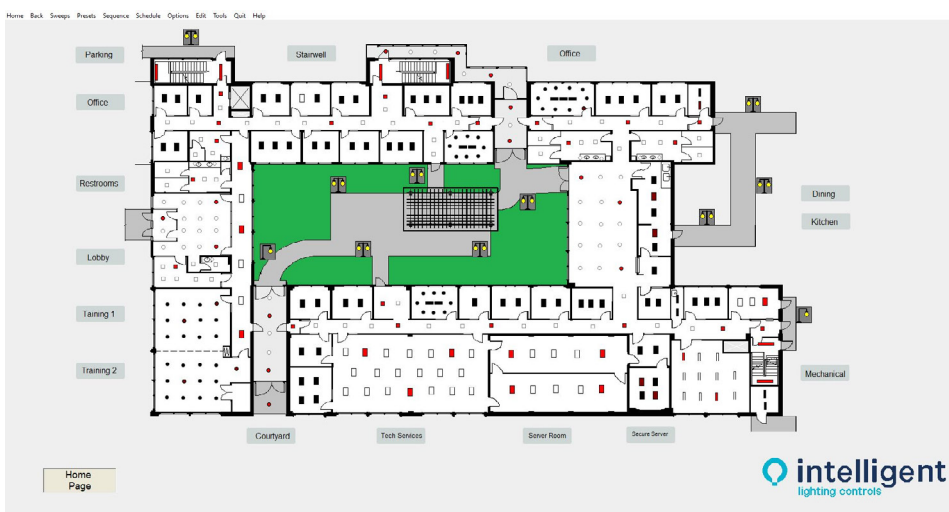 Home Back Sweeps Presets Sequence Schedule Options Edit Tools Quit Help
Parking
Stairwell
Office
Office
Restrooms
Dining
Kitchen
Lobby
Taining 1
Training 2
Mechanical
Courtyard
Tech Services
Server Room
Secure Server
Home
Page
intelligent
lighting controls